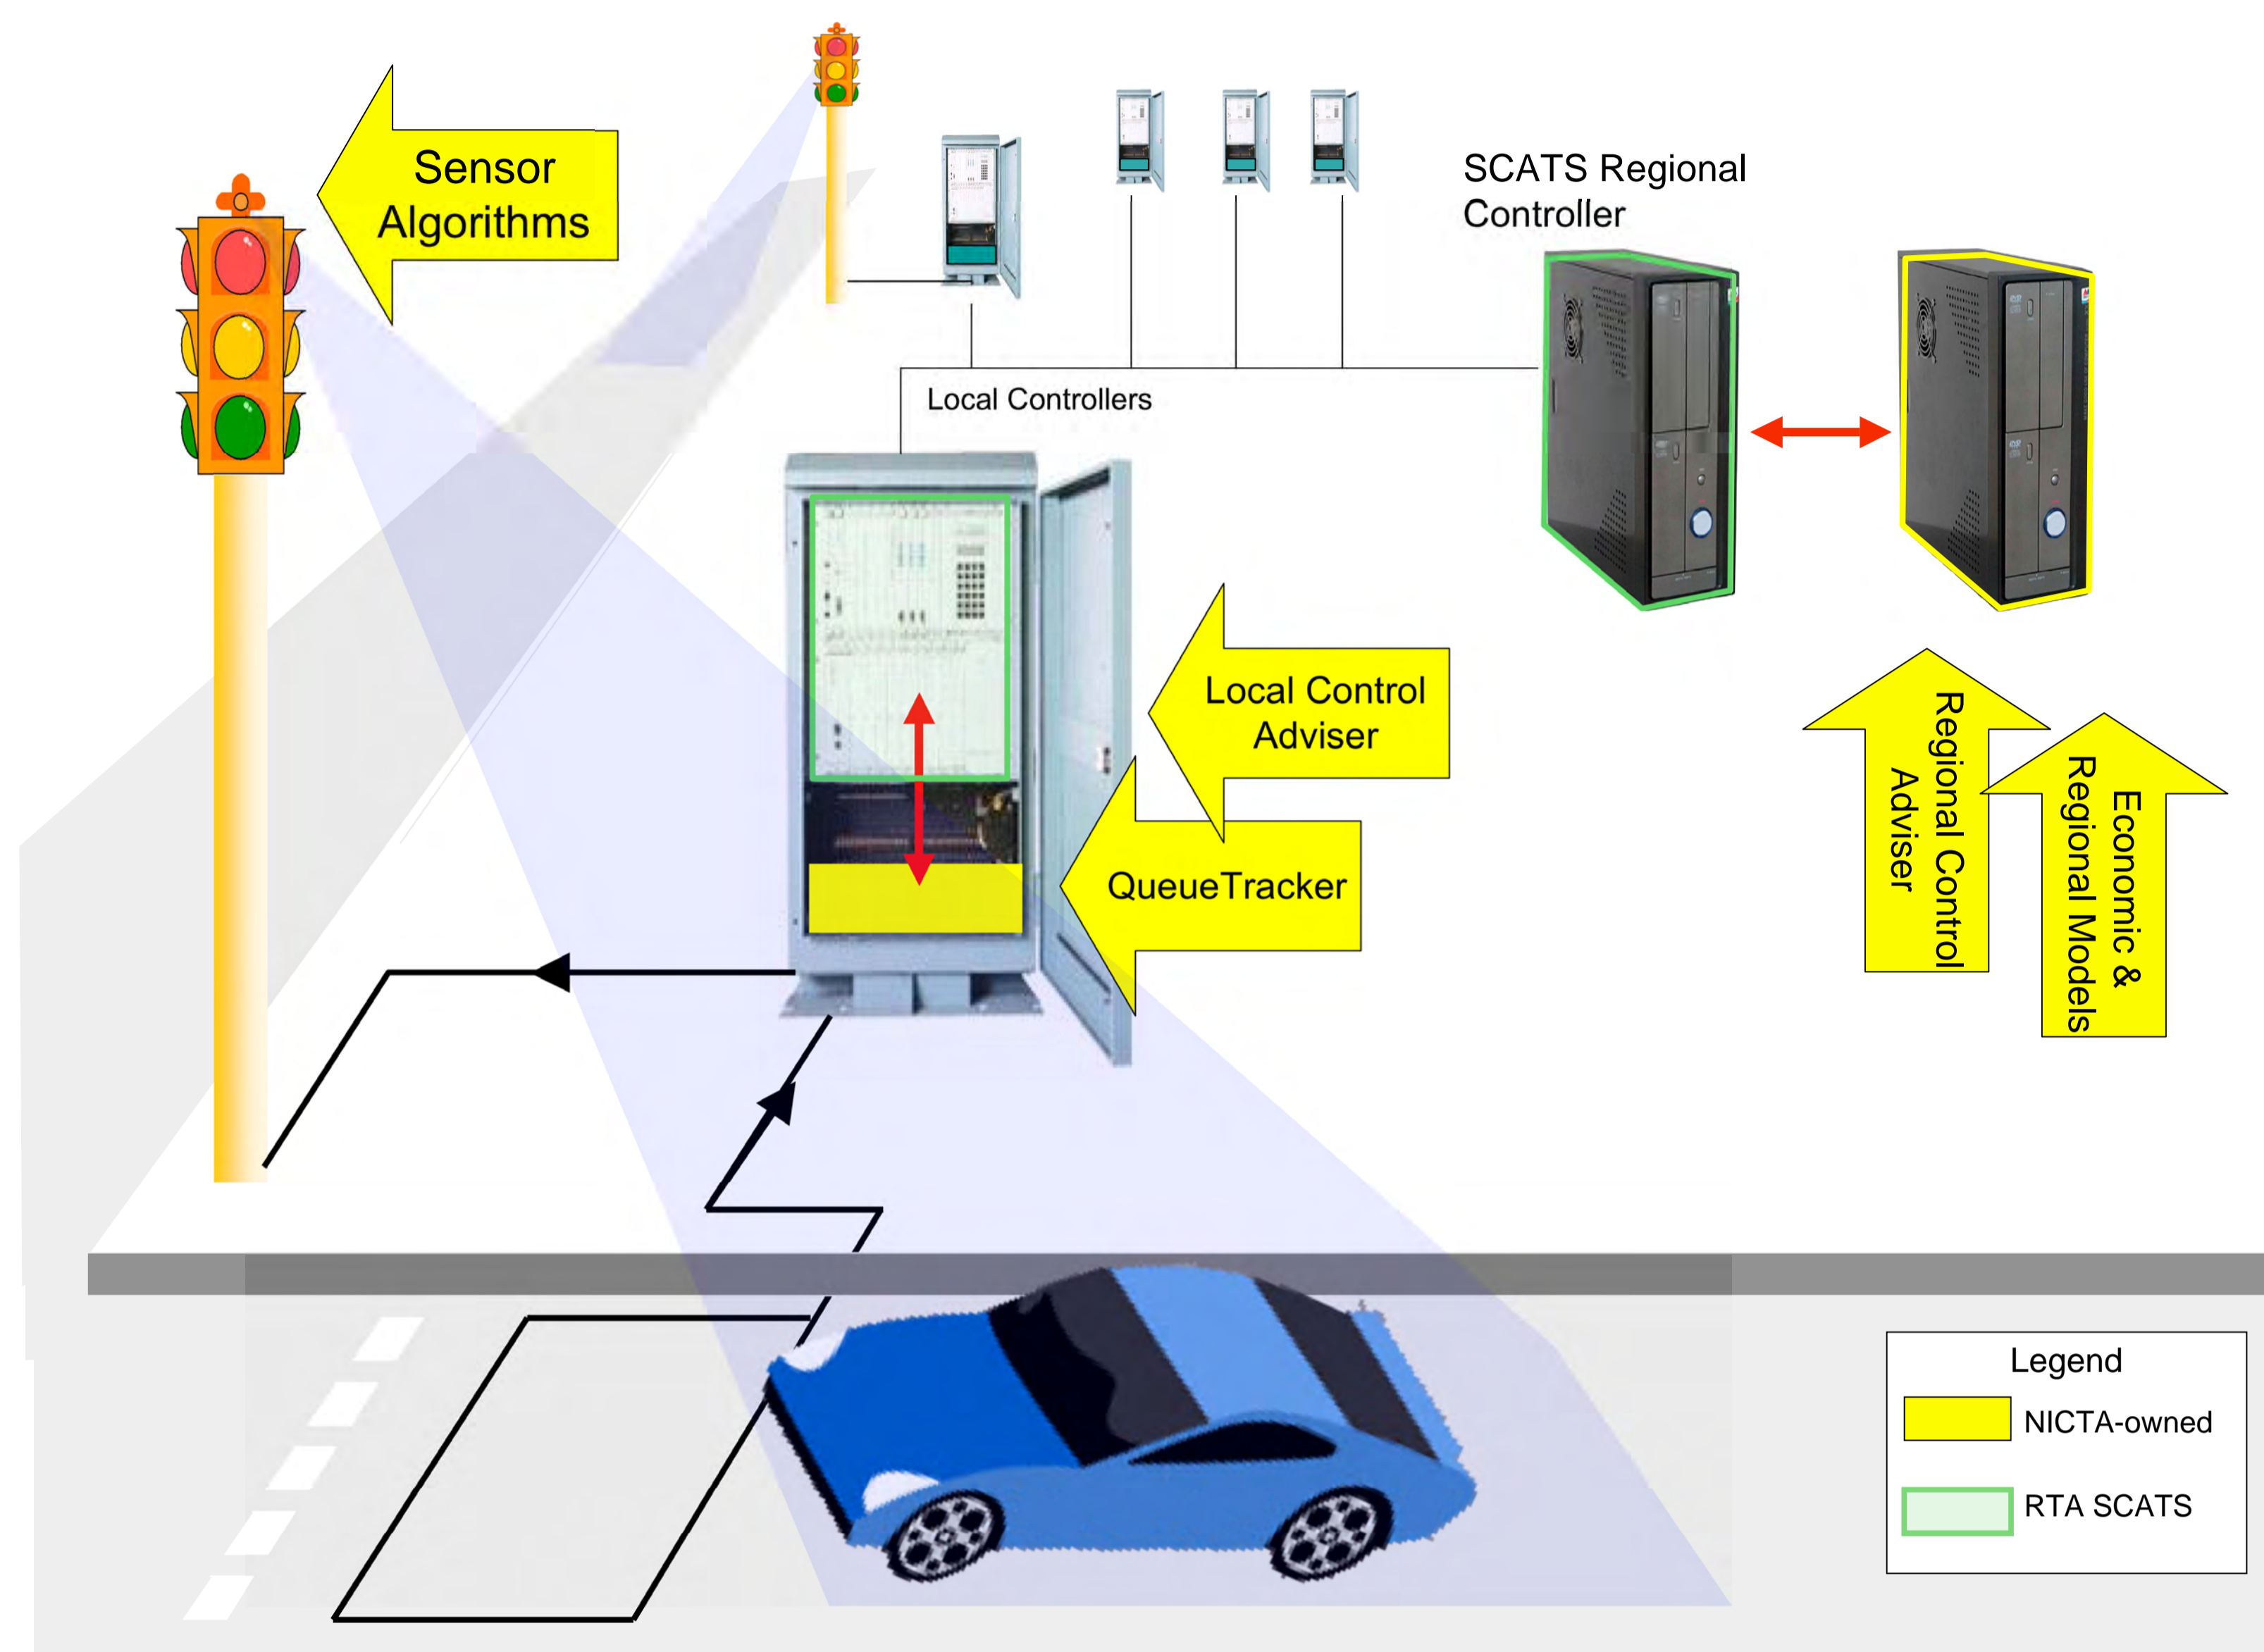 Sensor
Algorithms
SCATS Regional
Controller
Local Controllers
Local Control
Adviser
QueueTracker
Regional Control
Adviser
Economic &
Regional Models
Legend
NICTA-owned
RTA SCATS